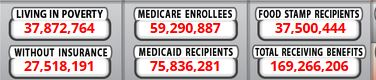 LIVING IN POVERTY
37,872,764
MEDICARE ENROLLEES
59,290,887
FOOD STAMP RECIPIENTS
37,500,444
WITHOUT INSURANCE
27,518,191
MEDICAID RECIPIENTS
75,836,281
TOTAL RECEIVING BENEFITS
169,266,206